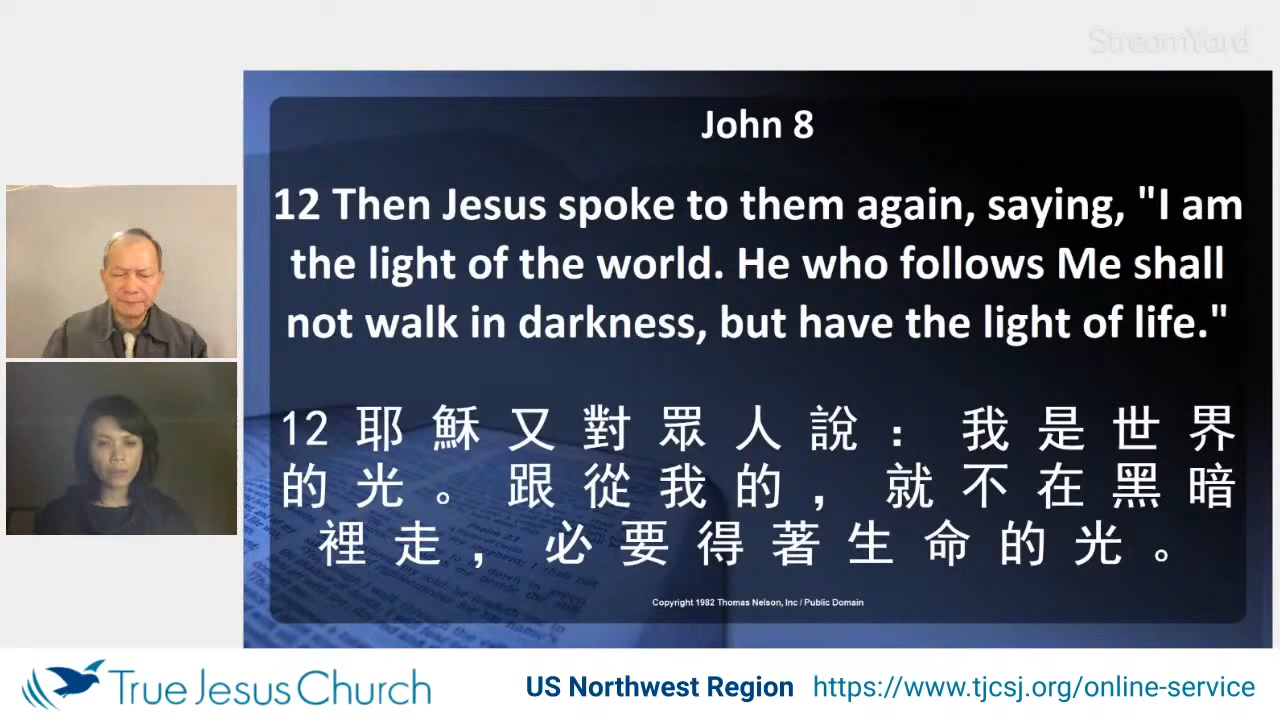 StreamYard
John 8
12 Then Jesus spoke to them again, saying, "I am
the light of the world. He who follows Me shall
not walk in darkness, but have the light of life."
12 耶穌又對眾人說：我是世界
的光。跟從我的，就不在黑暗
裡走，必要得著生命的光。
Copyright 1982 Thomas Nelson, Inc / Public Domain
True Jesus Church
US Northwest Region https://www.tjcsj.org/online-service